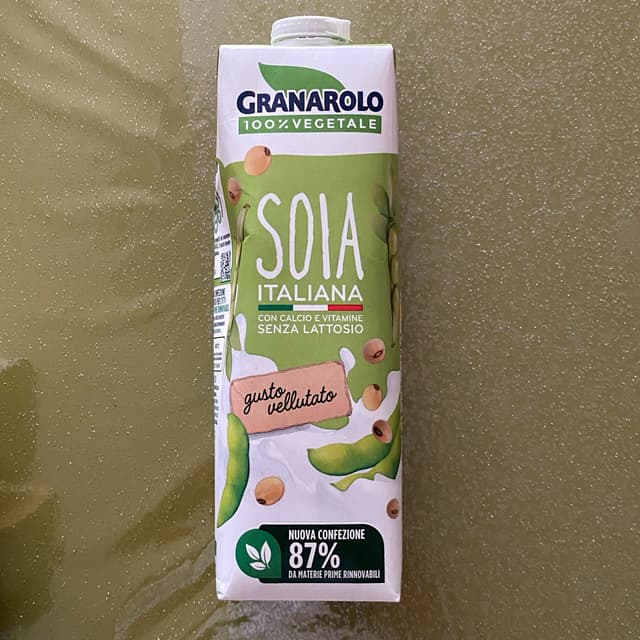 GRANAROLO
100% VEGETALE
SOIA
ITALIANA
CON CALCIO E VITAMINE
SENZA LATTOSIO
gusto
vellutato
NUOVA CONFEZIONE
87%
DA MATERIE PRIME RINNOVABILI